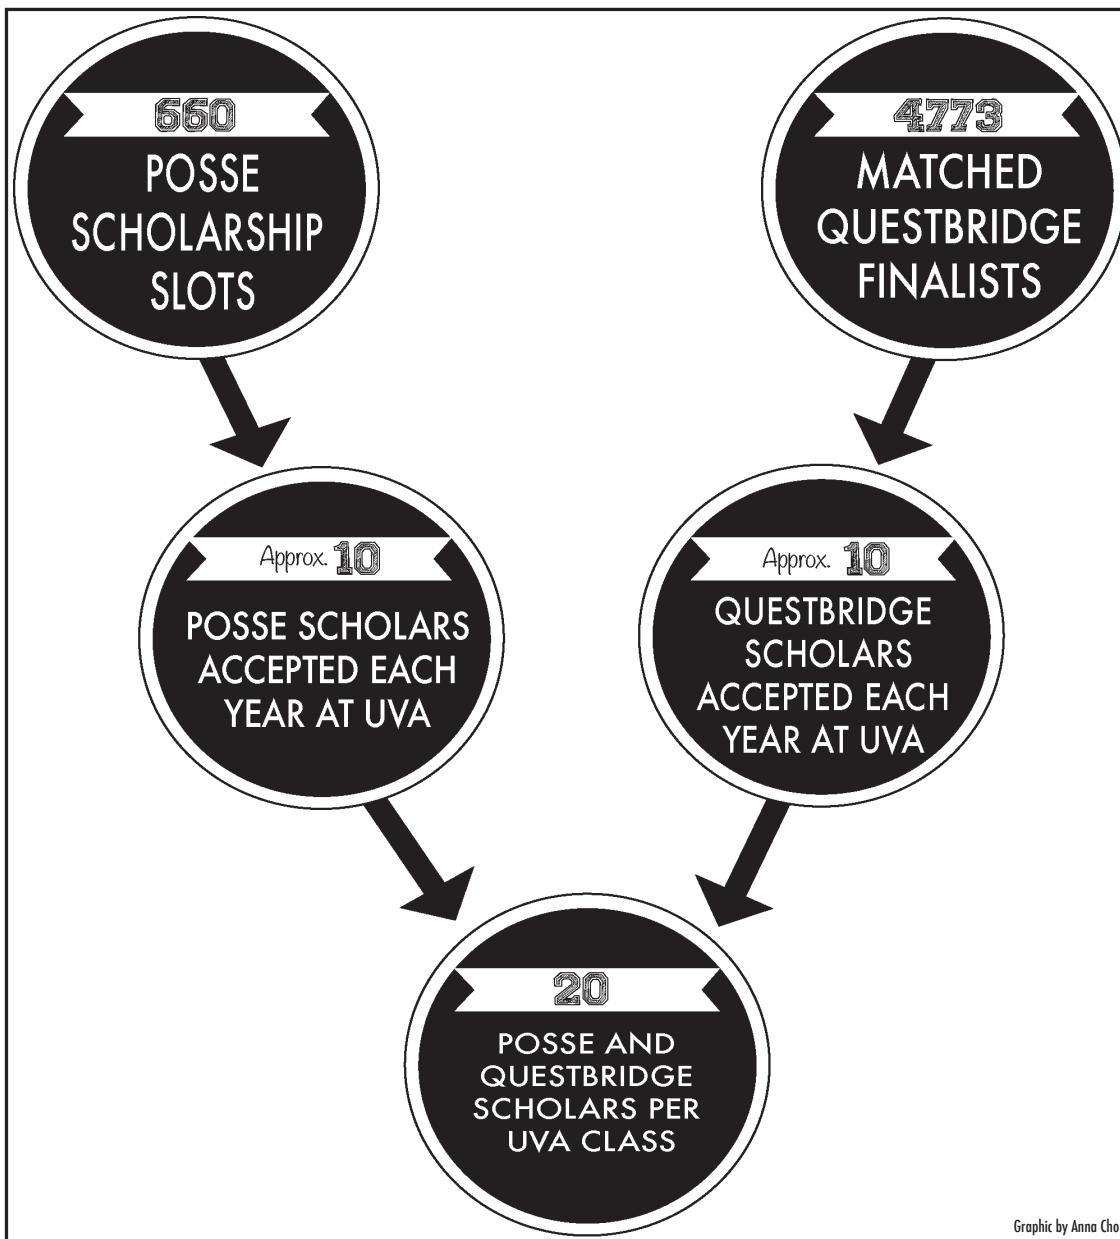 660
POSSE
SCHOLARSHIP
SLOTS
4773
MATCHED
QUESTBRIDGE
FINALISTS
Approx. 10
POSSE SCHOLARS
ACCEPTED EACH
YEAR AT UVA
Approx. 10
QUESTBRIDGE
SCHOLARS
ACCEPTED EACH
YEAR AT UVA
20
POSSE AND
QUESTBRIDGE
SCHOLARS PER
UVA CLASS
Graphic by Anna Cho